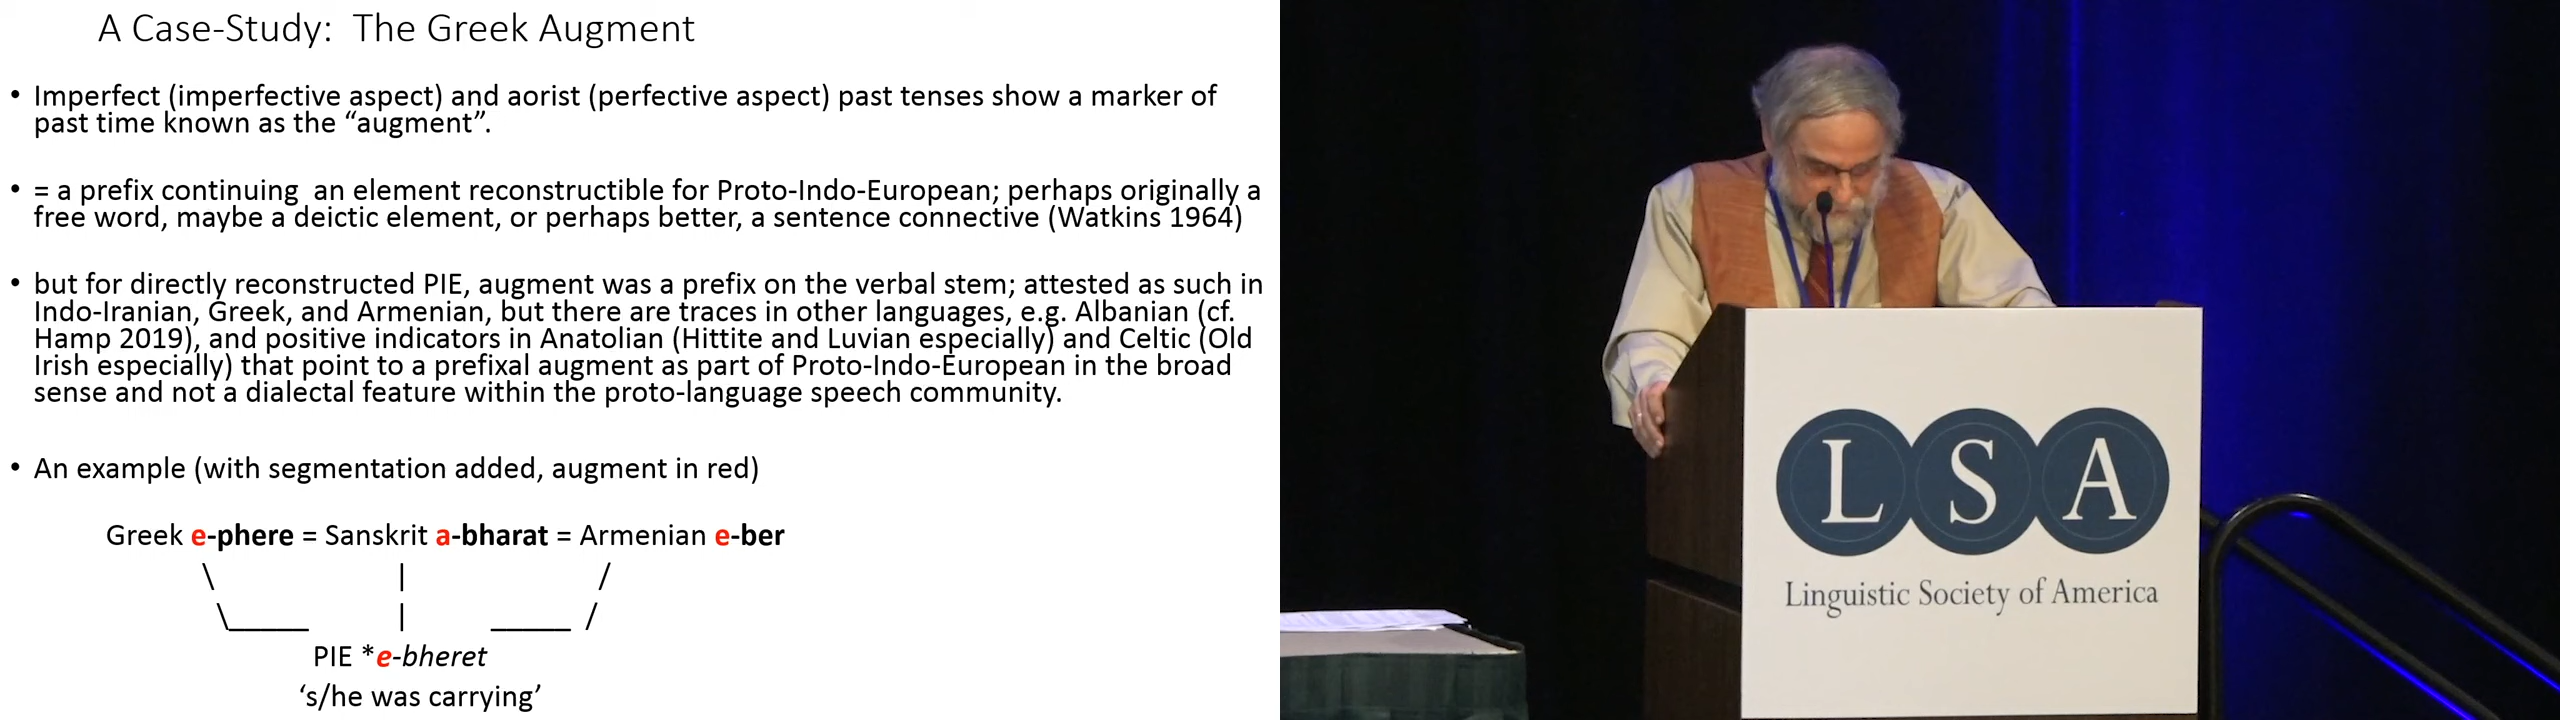 A Case-Study:  The Greek Augment
• Imperfect (imperfective aspect) and aorist (perfective aspect) past tenses show a marker of
past time known as the “augment”.
• = a prefix continuing  an element reconstructible for Proto-Indo-European; perhaps originally a
free word, maybe a deictic element, or perhaps better, a sentence connective (Watkins 1964)
• but for directly reconstructed PIE, augment was a prefix on the verbal stem; attested as such in
Indo-Iranian, Greek, and Armenian, but there are traces in other languages, e.g. Albanian (cf.
Hamp 2019), and positive indicators in Anatolian (Hittite and Luvian especially) and Celtic (Old
Irish especially) that point to a prefixal augment as part of Proto-Indo-European in the broad
sense and not a dialectal feature within the proto-language speech community.
• An example (with segmentation added, augment in red)
Greek e-phere = Sanskrit a-bharat = Armenian e-ber
\ | /
\_____ | _____ /
PIE *e-bheret
‘s/he was carrying’
LSA
Linguistic Society of America